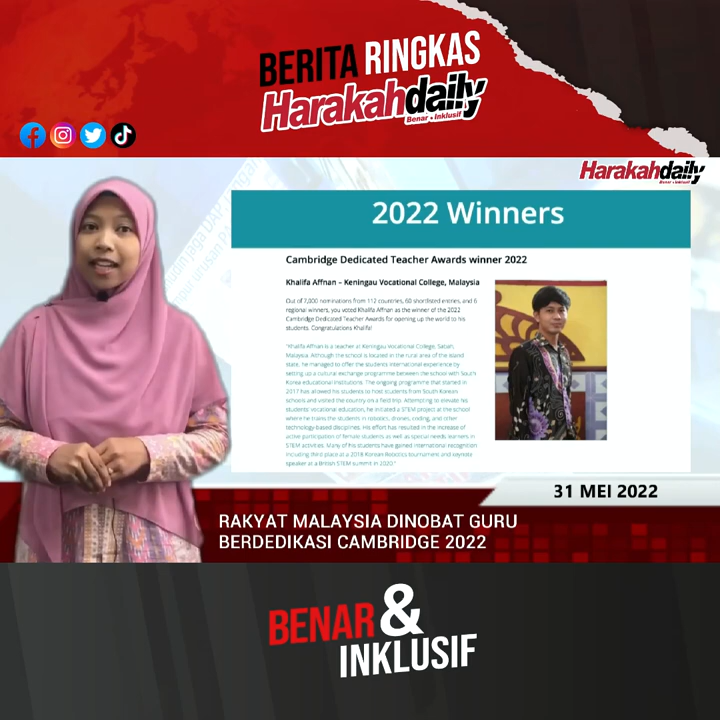 BERITA RINGKAS
Harakahdaily
Benar • Inklusif
Harakahdaily
Benar • Inklusif
2022 Winners
Cambridge Dedicated Teacher Awards winner 2022
Khalifa Affnan – Keningau Vocational College, Malaysia
Out of 7,000 nominations from 112 countries, 60 shortlisted entries, and 6
regional winners, you voted Khalifa Affnan as the winner of the 2022
Cambridge Dedicated Teacher Awards for opening up the world to his
students. Congratulations Khalifa!
"Khalifa Affnan is a teacher at Keningau Vocational College, Sabah,
Malaysia. Although the school is located in the rural area of the island
state, he managed to offer the students international experience by
setting up a cultural exchange programme between the school with South
Korea educational institutions. The ongoing programme that started in
2017 has allowed his students to host students from South Korean
schools and visited the country on a field trip. Attempting to elevate his
students' vocational education, he initiated a STEM project at the school
where he trains the students in robotics, drones, coding, and other
technology-based disciplines. His effort has resulted in the increase of
active participation of female students as well as special needs learners in
STEM activities. Many of his students have gained international recognition
including third place at a 2018 Korean Robotics tournament and keynote
speaker at a British STEM summit in 2020."
31 MEI 2022
RAKYAT MALAYSIA DINOBAT GURU
BERDEDIKASI CAMBRIDGE 2022
BENAR &
INKLUSIF